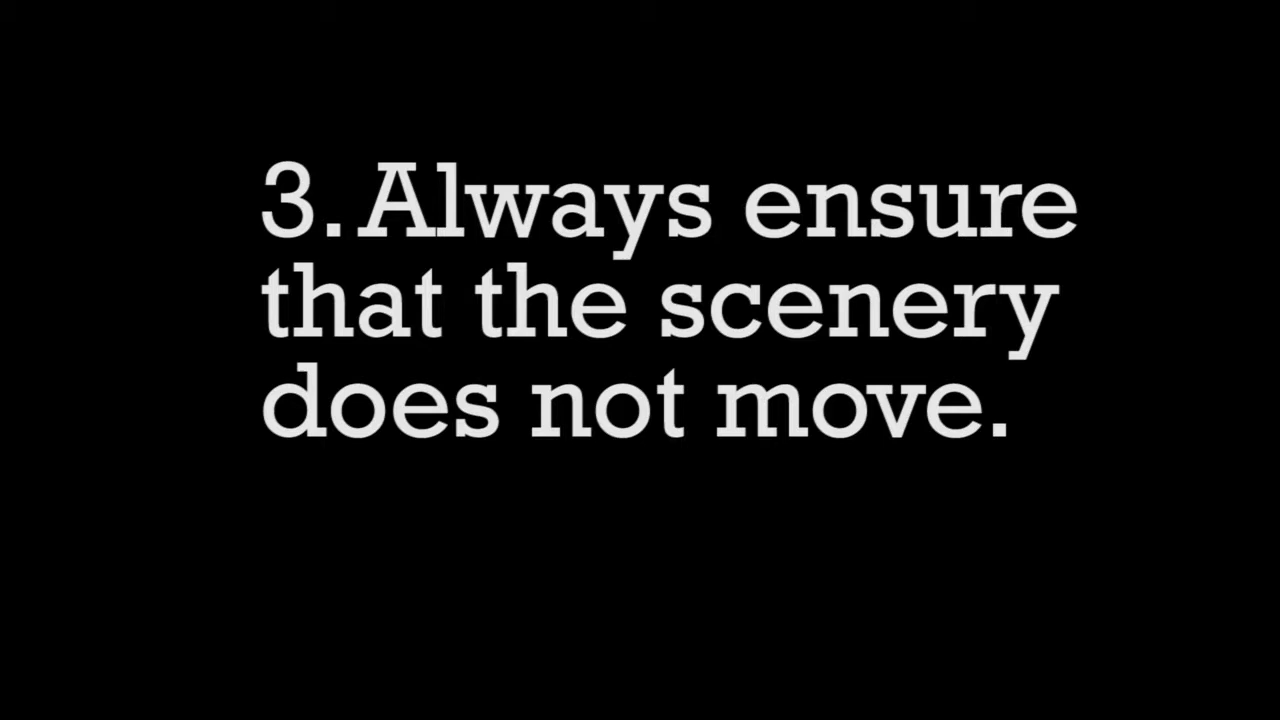 3. Always ensure
that the scenery
does not move.